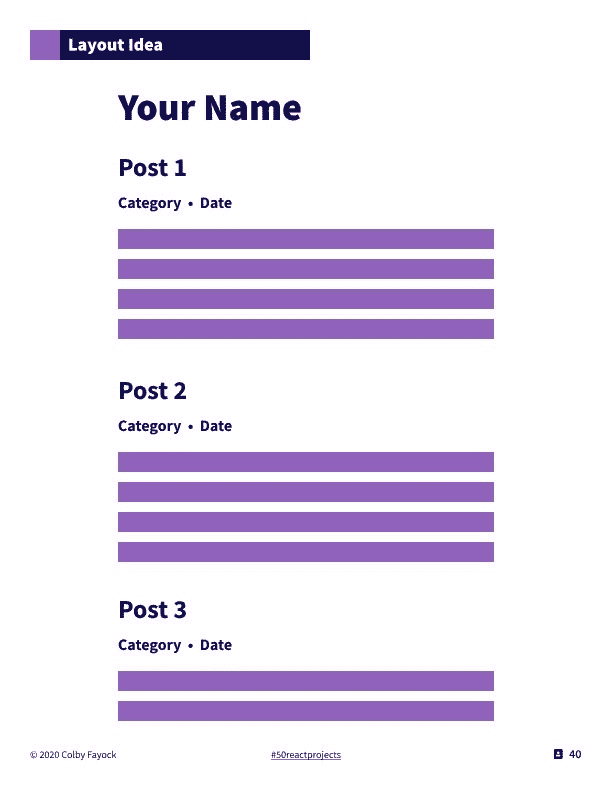 Layout Idea
Your Name
Post 1
Category • Date
Post 2
Category • Date
Post 3
Category • Date
© 2020 Colby Fayock #50reactprojects 40